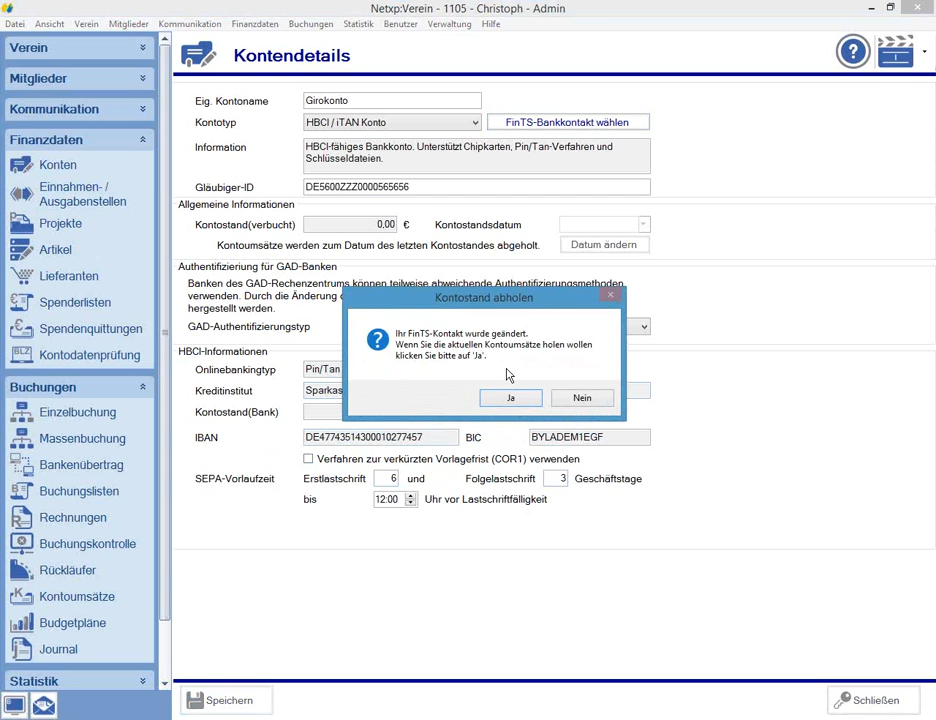 Netxp:Verein - 1105 - Christoph - Admin
Datei Ansicht Verein Mitglieder Kommunikation Finanzdaten Buchungen Statistik Benutzer Verwaltung Hilfe
Verein
Mitglieder
Kommunikation
Finanzdaten
Konten
Einnahmen- /
Ausgabenstellen
Projekte
Artikel
Lieferanten
Spenderlisten
Spendenquittungen
Kontodatenprüfung
Buchungen
Einzelbuchung
Massenbuchung
Bankenübertrag
Buchungslisten
Rechnungen
Buchungskontrolle
Rückläufer
Kontoumsätze
Budgetpläne
Journal
Statistik
Kontendetails
Eig. Kontoname Girokonto
Kontotyp HBCI / iTAN Konto FinTS-Bankkontakt wählen
Information HBCI-fähiges Bankkonto. Unterstützt Chipkarten, Pin/Tan-Verfahren und
Schlüsseldateien.
Gläubiger-ID DE5600ZZZ0000565656
Allgemeine Informationen
Kontostand(verbucht) 0,00 € Kontostandsdatum
Kontoumsätze werden zum Datum des letzten Kontostandes abgeholt. Datum ändern
Authentifizierung für GAD-Banken
Banken des GAD-Rechenzentrums können teilweise abweichende Authentifizierungsmethoden
verwenden. Durch die Änderung
hergestellt werden.
GAD-Authentifizierungstyp
HBCI-Informationen
Onlinebankingtyp Pin/Tan
Kreditinstitut Sparkas
Kontostand(Bank)
IBAN DE47743514300010277457 BIC BYLADEM1EGF
Verfahren zur verkürzten Vorlagefrist (COR1) verwenden
SEPA-Vorlaufzeit Erstlastschrift 6 und Folgelastschrift 3 Geschäftstage
bis 12:00 Uhr vor Lastschriftfälligkeit
Kontostand abholen
Ihr FinTS-Kontakt wurde geändert.
Wenn Sie die aktuellen Kontoumsätze holen wollen
klicken Sie bitte auf 'Ja'.
Ja Nein
Speichern Schließen